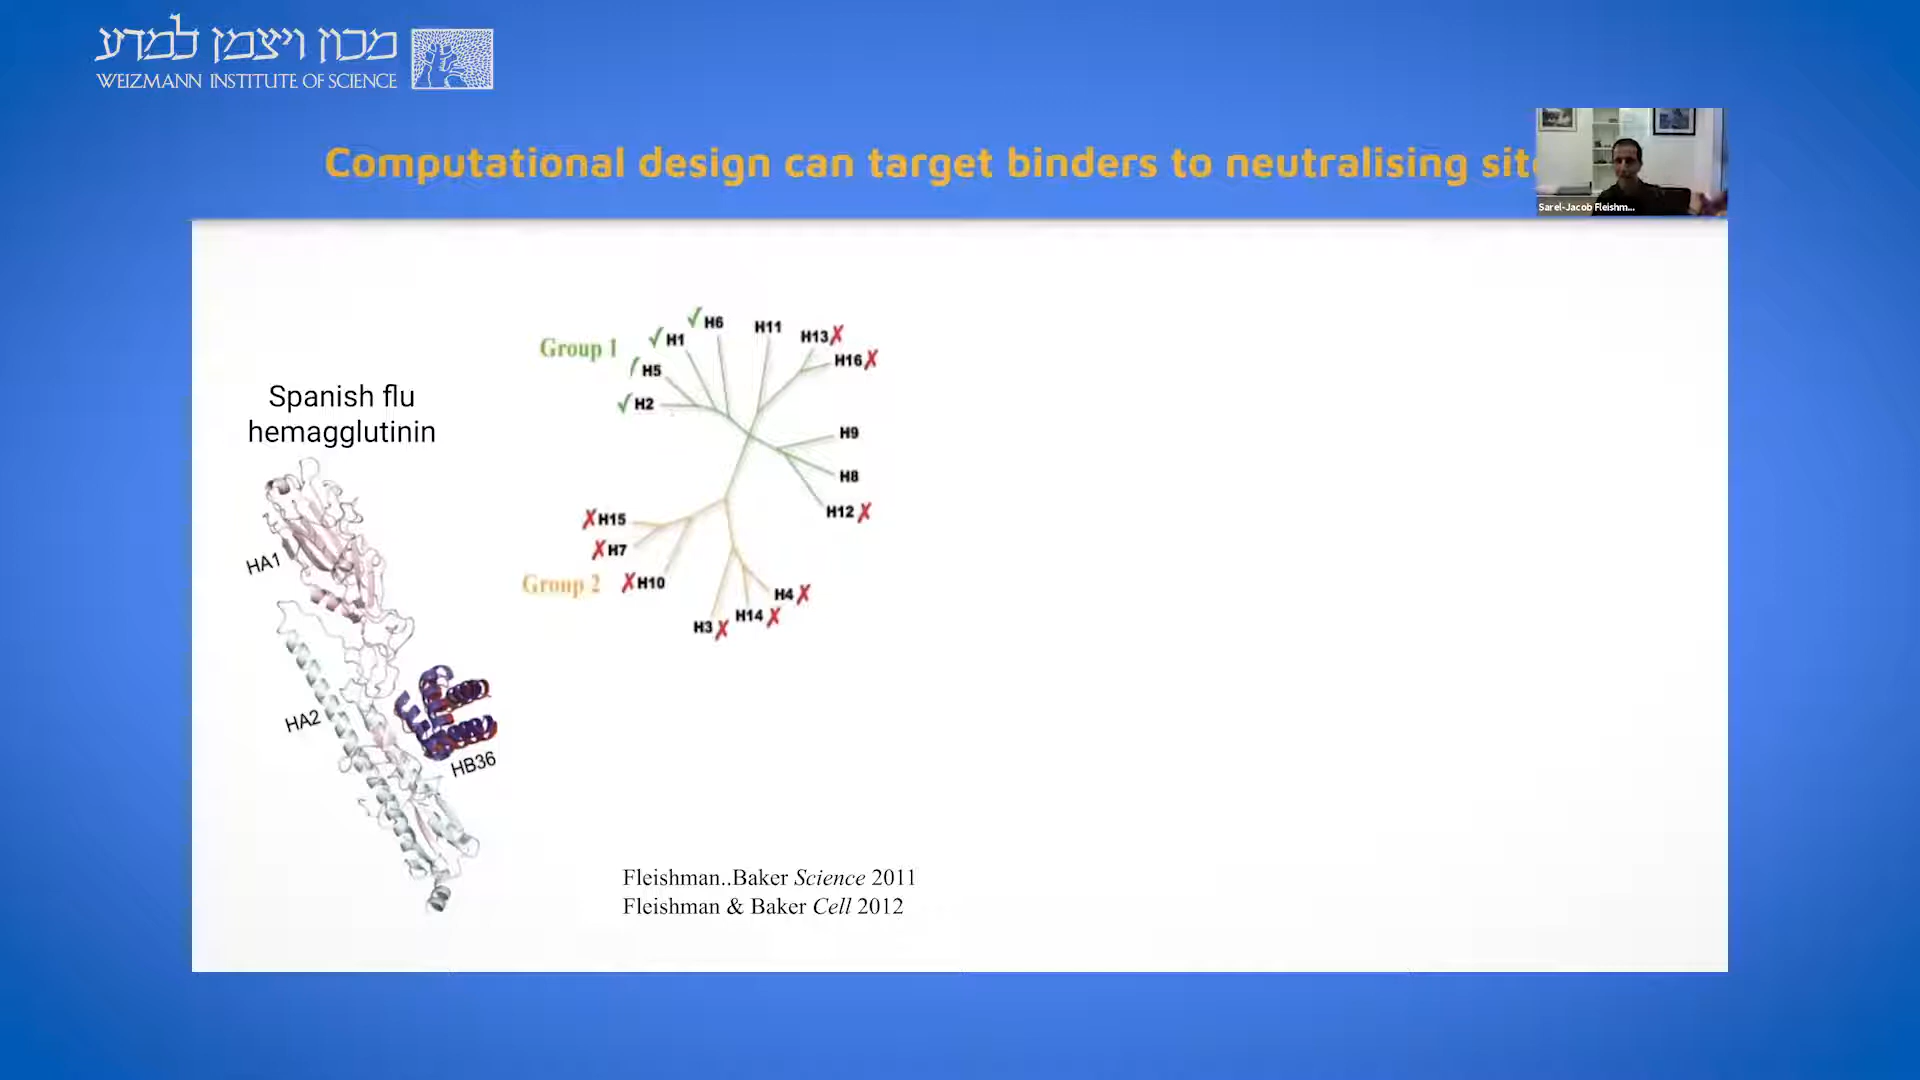 מכון ויצמן למדע
WEIZMANN INSTITUTE OF SCIENCE
Computational design can target binders to neutralising
Sarel-Jacob Fleishm...
Spanish flu
hemagglutinin
HA1
HA2
HB36
Group 1
✓H6
✓H1
H5
✓H2
H11
H13✗
H16✗
H9
H8
H12✗
✗H15
✗H7
✗H10
Group 2
H3✗
H14✗
H4✗
Fleishman..Baker Science 2011
Fleishman & Baker Cell 2012